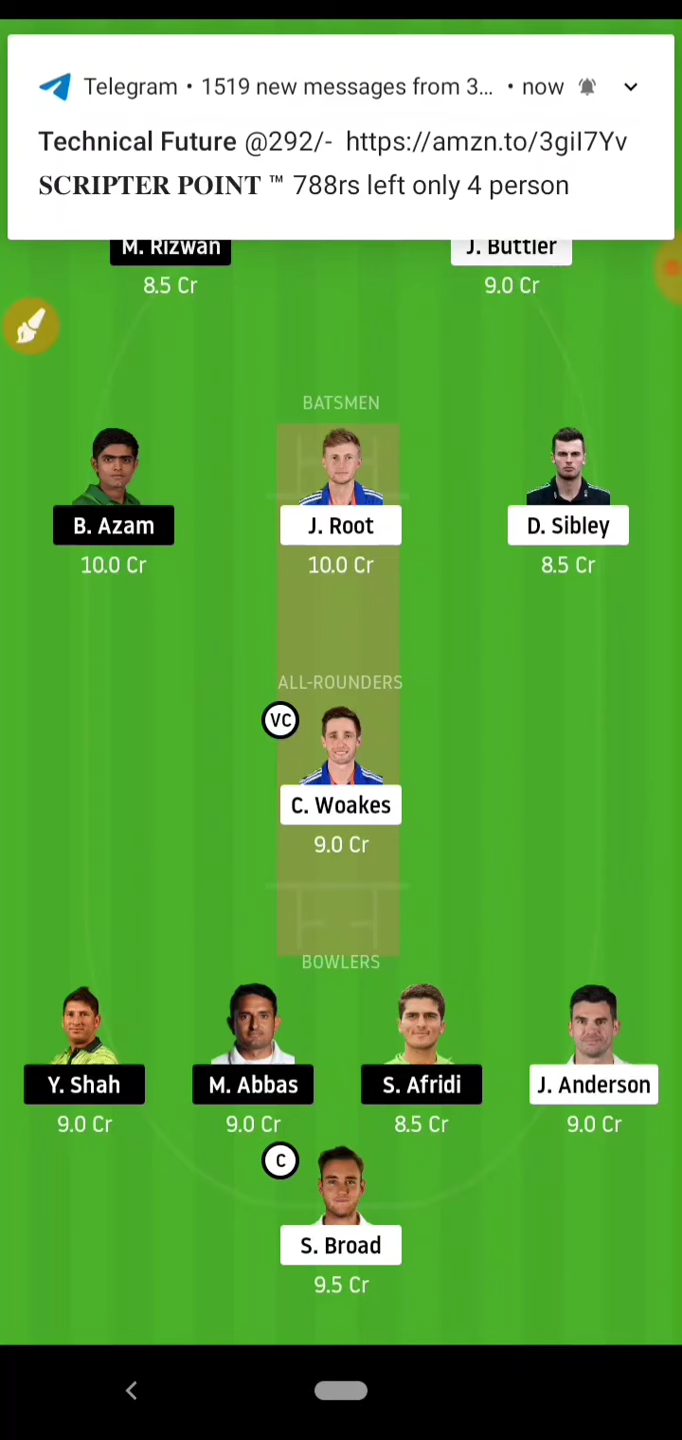 Telegram • 1519 new messages from 3... • now
Technical Future @292/- https://amzn.to/3giI7Yv
SCRIPTER POINT ™ 788rs left only 4 person
M. Rizwan J. Buttler
8.5 Cr 9.0 Cr
BATSMEN
B. Azam J. Root D. Sibley
10.0 Cr 10.0 Cr 8.5 Cr
ALL-ROUNDERS
VC
C. Woakes
9.0 Cr
BOWLERS
Y. Shah M. Abbas S. Afridi J. Anderson
9.0 Cr 9.0 Cr 8.5 Cr 9.0 Cr
C
S. Broad
9.5 Cr